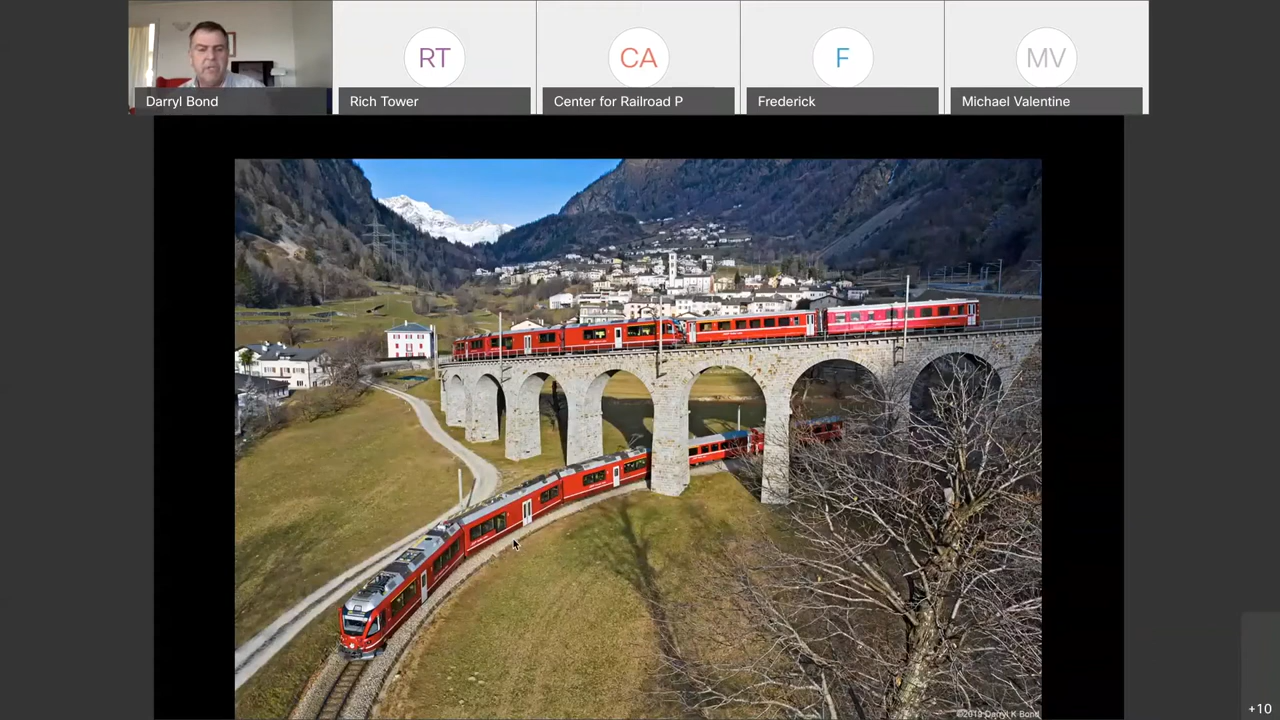 Darryl Bond
RT
Rich Tower
CA
Center for Railroad P
F
Frederick
MV
Michael Valentine
©2019 Darryl K Bond
+10